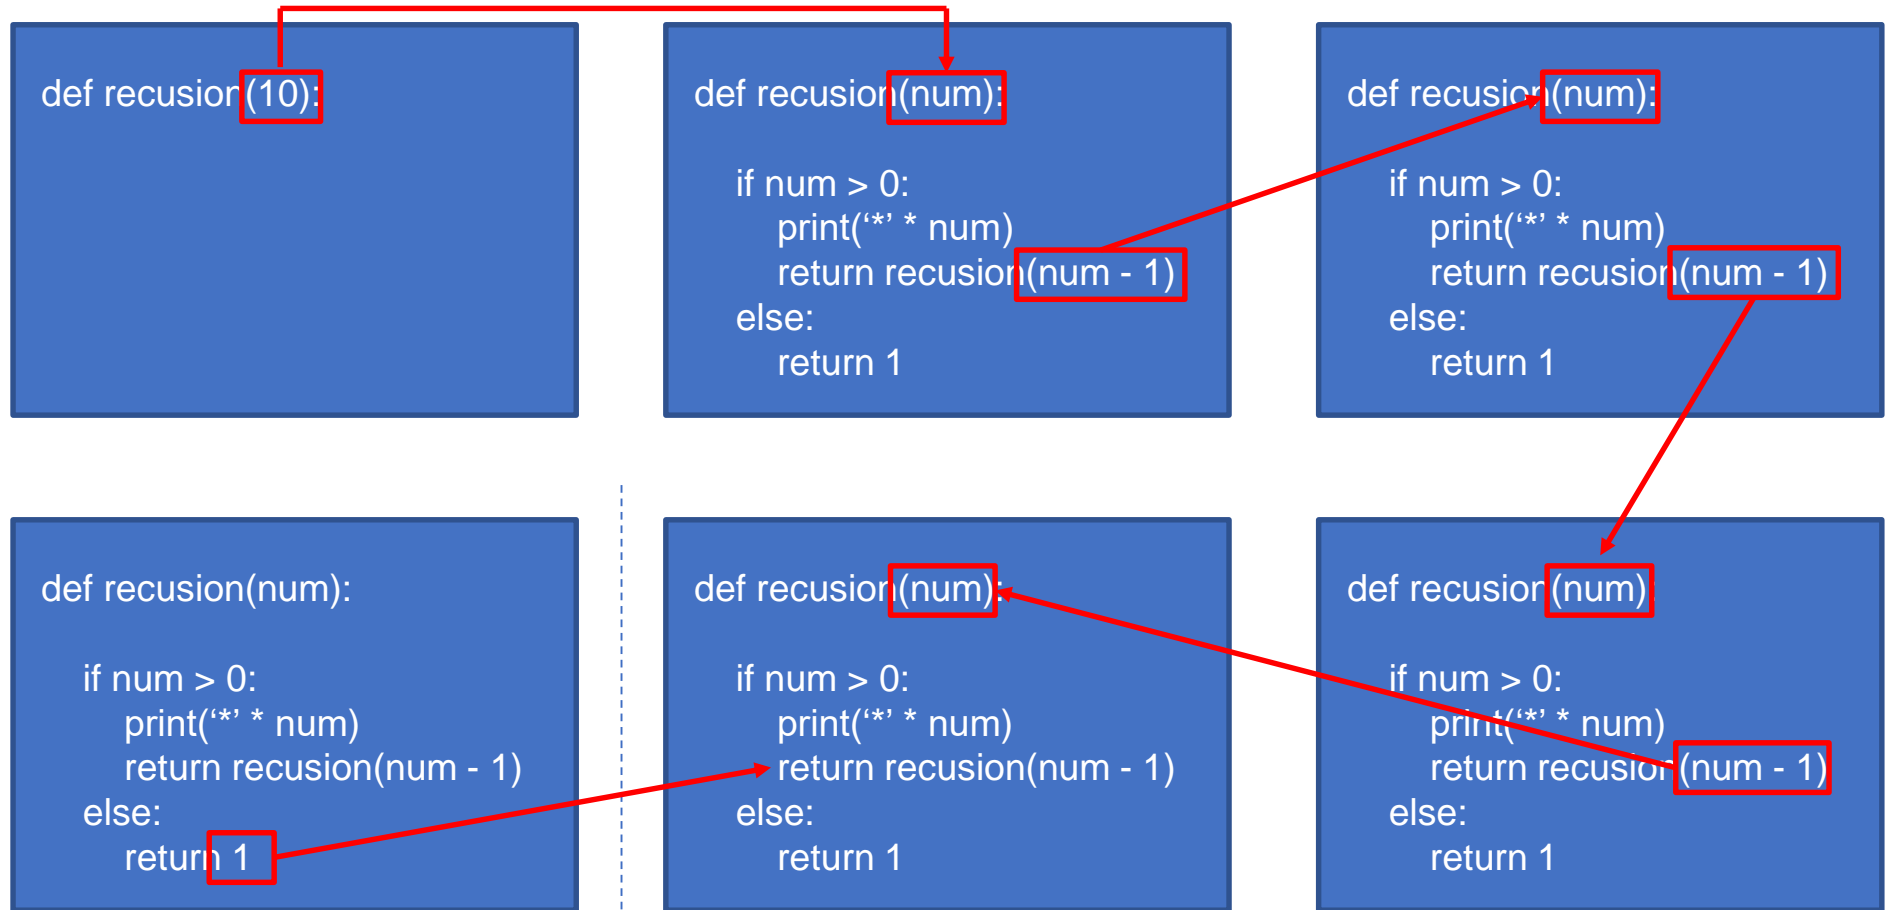 def recusion(10):
def recusion(num):
if num > 0:
print(‘*’ * num)
return recusion(num - 1)
else:
return 1
def recusion(num):
if num > 0:
print(‘*’ * num)
return recusion(num - 1)
else:
return 1
def recusion(num):
if num > 0:
print(‘*’ * num)
return recusion(num - 1)
else:
return 1
def recusion(num):
if num > 0:
print(‘*’ * num)
return recusion(num - 1)
else:
return 1
def recusion(num):
if num > 0:
print(‘*’ * num)
return recusion(num - 1)
else:
return 1